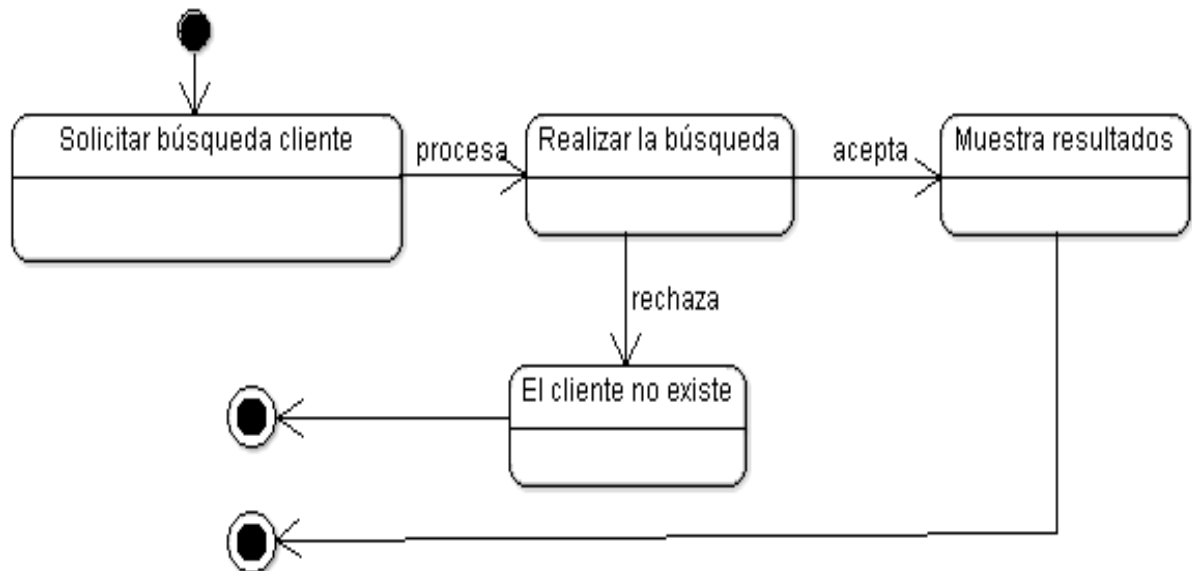 Solicitar búsqueda cliente
procesa
Realizar la búsqueda
acepta
Muestra resultados
rechaza
El cliente no existe